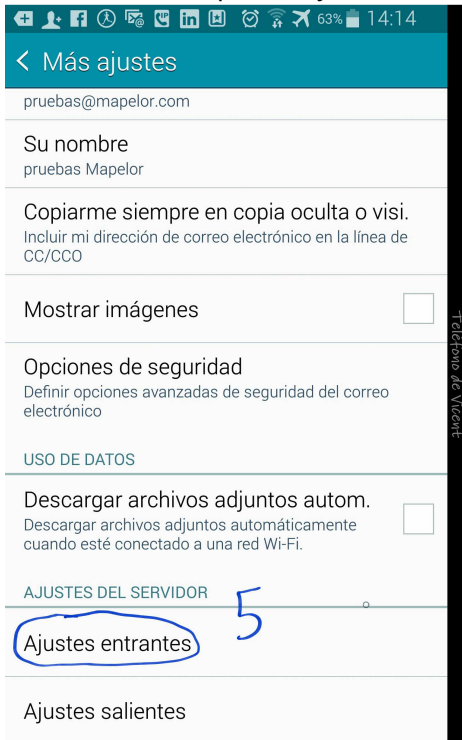 63% 14:14
Más ajustes
pruebas@mapelor.com
Su nombre
pruebas Mapelor
Copiarme siempre en copia oculta o visi.
Incluir mi dirección de correo electrónico en la línea de
CC/CCO
Mostrar imágenes
Opciones de seguridad
Definir opciones avanzadas de seguridad del correo
electrónico
USO DE DATOS
Descargar archivos adjuntos autom.
Descargar archivos adjuntos automáticamente
cuando esté conectado a una red Wi-Fi.
AJUSTES DEL SERVIDOR
5
Ajustes entrantes
Ajustes salientes
Teléfono de Vicent